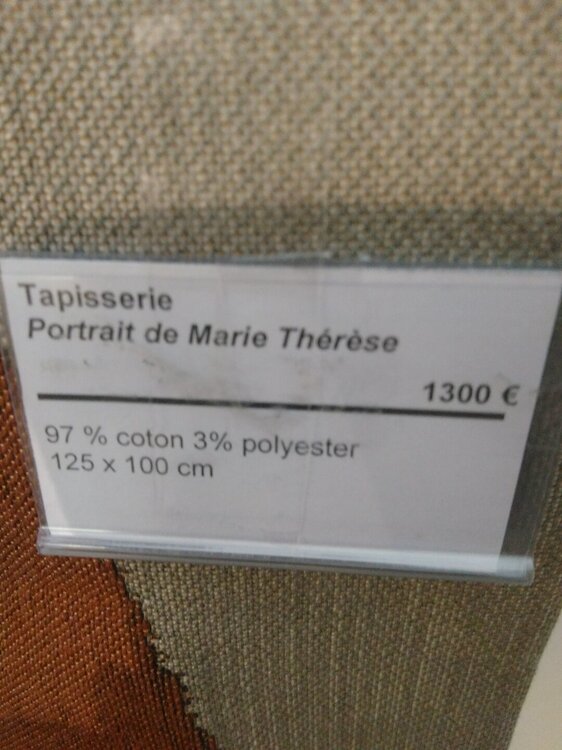 Tapisserie
Portrait de Marie Thérèse
1300 €
97 % coton 3% polyester
125 x 100 cm